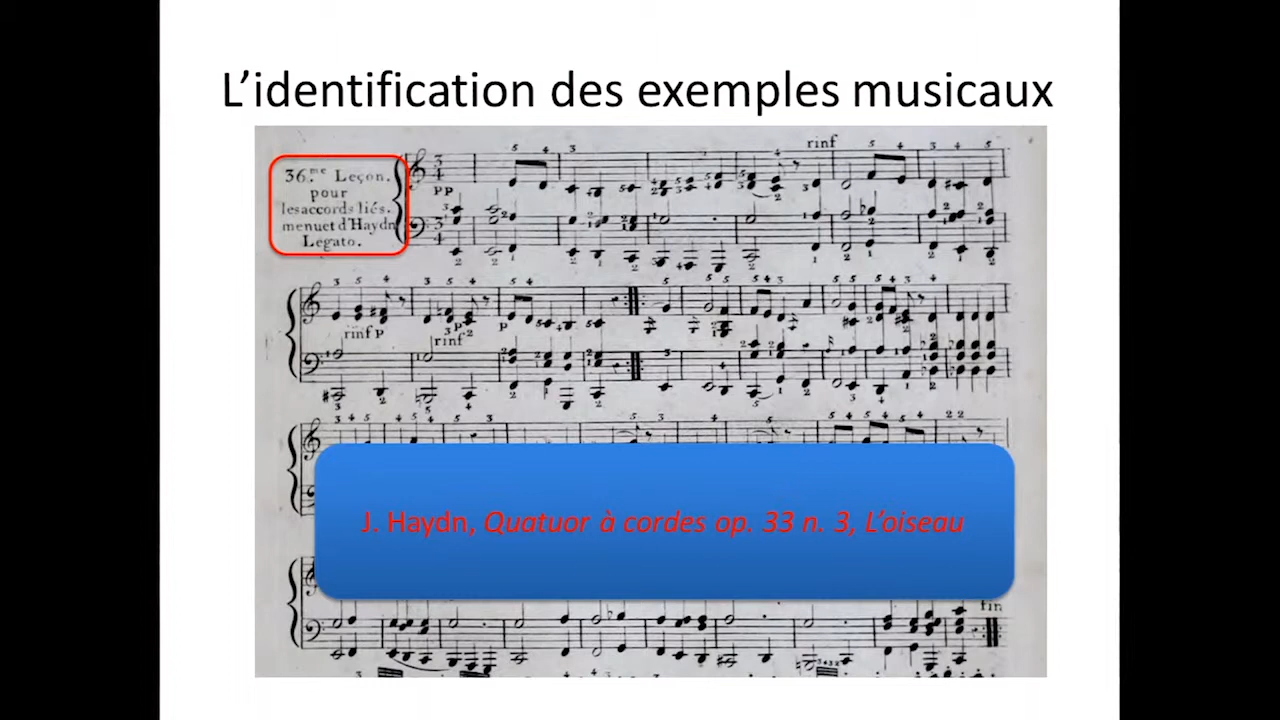 L’identification des exemples musicaux
36.me Leçon.
pour
les accords liés.
menuet d'Haydn
Legato.
rinf
PP
rinf P
rinf
P
J. Haydn, Quatuor à cordes op. 33 n. 3, L’oiseau
fin